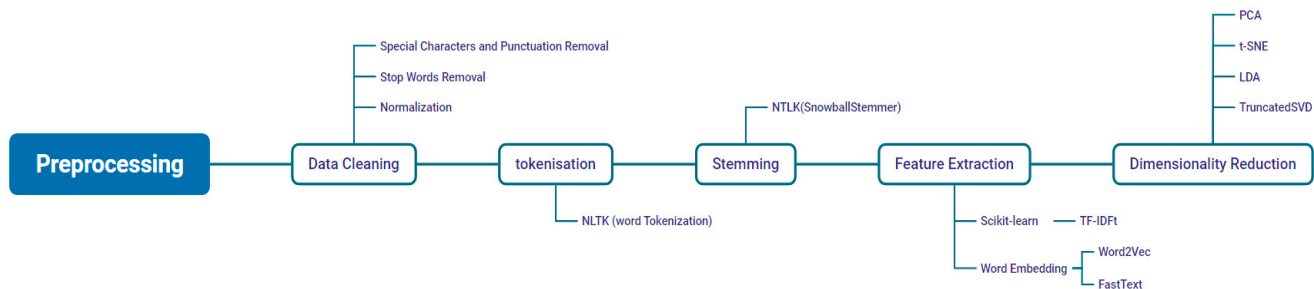 Preprocessing
Data Cleaning
Special Characters and Punctuation Removal
Stop Words Removal
Normalization
tokenisation
NLTK (word Tokenization)
Stemming
NTLK(SnowballStemmer)
Feature Extraction
Scikit-learn
TF-IDFt
Word Embedding
Word2Vec
FastText
Dimensionality Reduction
PCA
t-SNE
LDA
TruncatedSVD